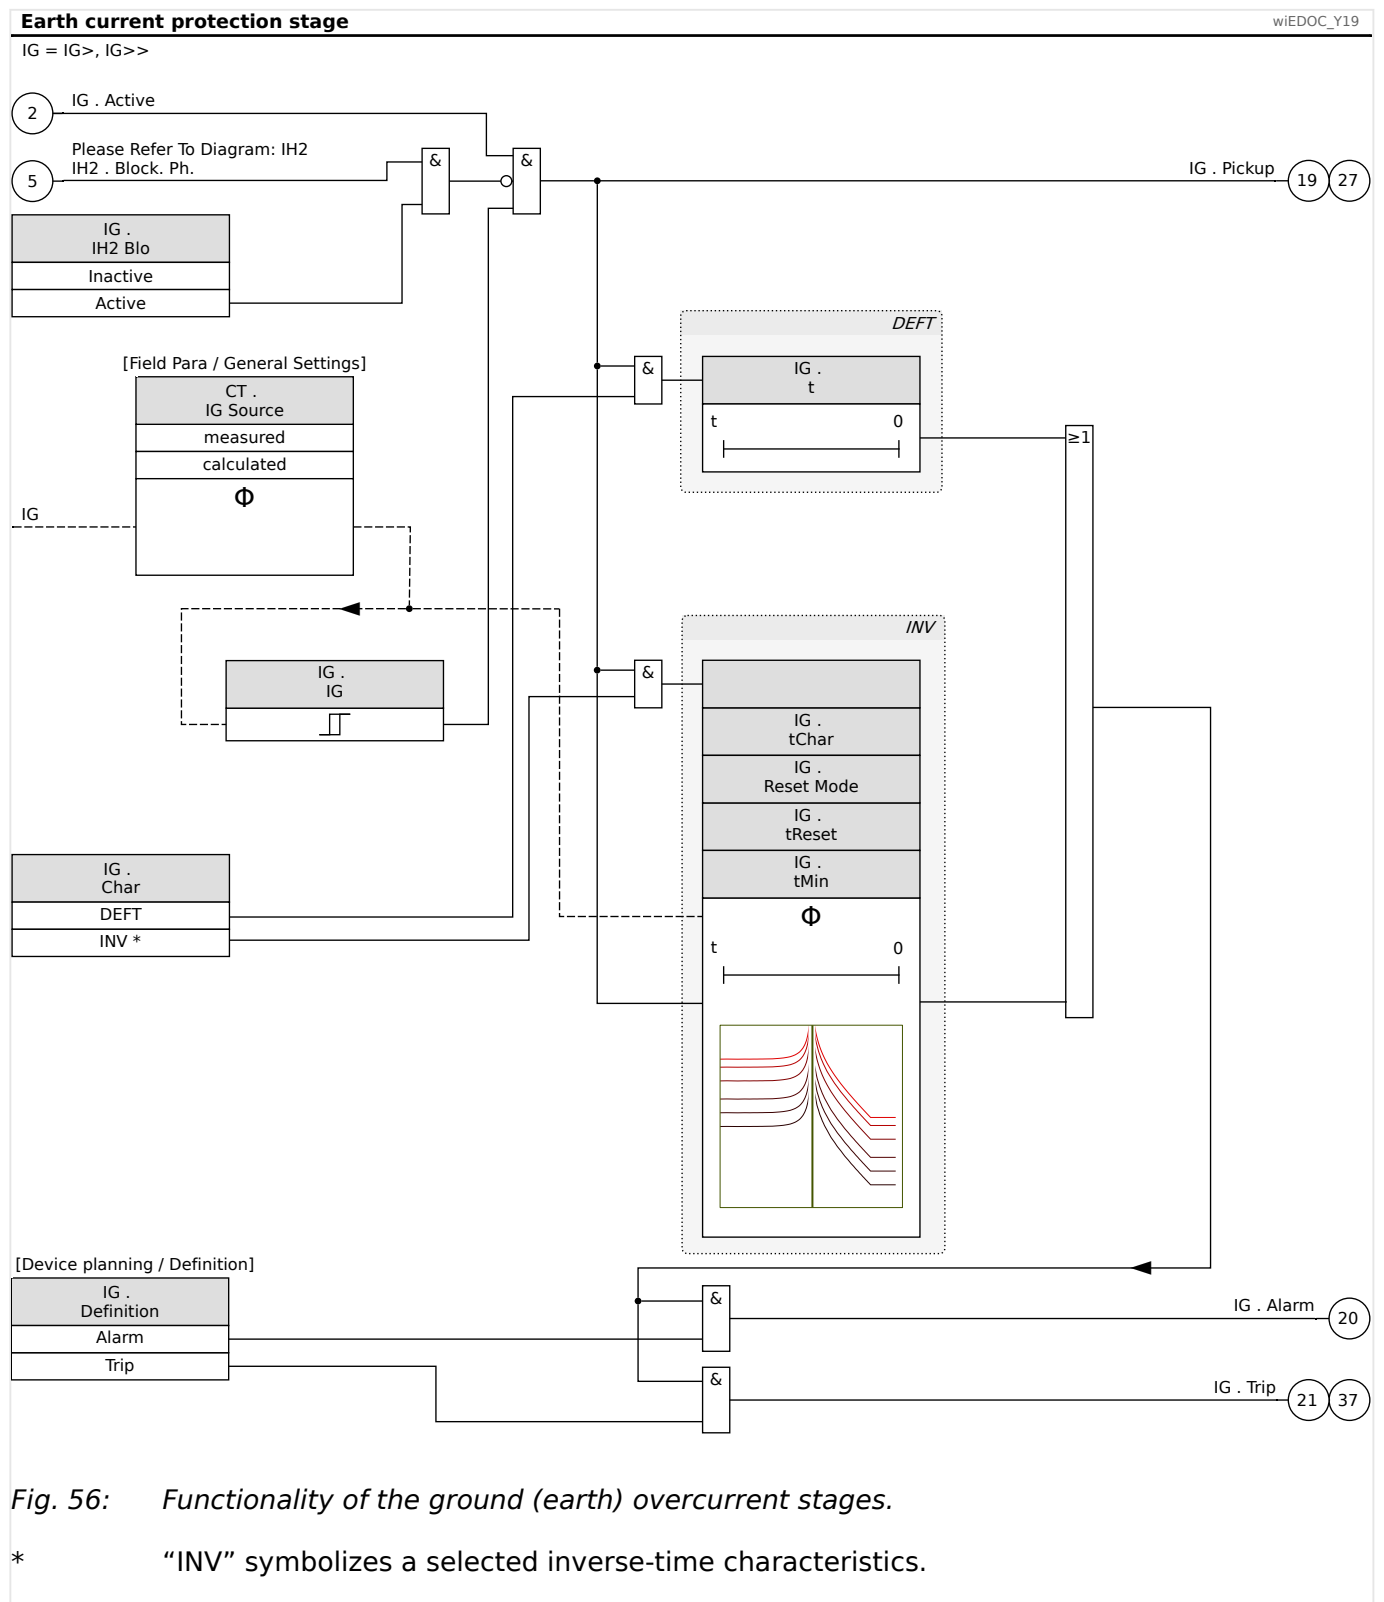 Earth current protection stage
wiEDOC_Y19
IG = IG>, IG>>
2
IG . Active
Please Refer To Diagram: IH2
IH2 . Block. Ph.
5
&
&
IG . Pickup
19
27
IG .
IH2 Blo
Inactive
Active
DEFT
[Field Para / General Settings]
CT .
IG Source
measured
calculated
Φ
IG
&
IG .
t
t
0
≥1
INV
IG .
IG
&
IG .
tChar
IG .
Reset Mode
IG .
tReset
IG .
tMin
Φ
t
0
IG .
Char
DEFT
INV *
[Device planning / Definition]
IG .
Definition
Alarm
Trip
&
IG . Alarm
20
&
IG . Trip
21
37
Fig. 56: Functionality of the ground (earth) overcurrent stages.
* “INV” symbolizes a selected inverse-time characteristics.